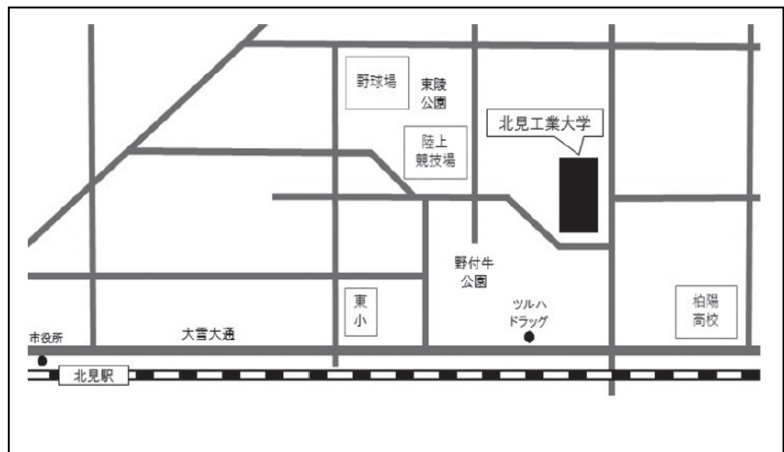 野球場
東陵
公園
北見工業大学
陸上
競技場
野付牛
公園
東
小
ツルハ
ドラッグ
柏陽
高校
市役所
大雪大通
北見駅